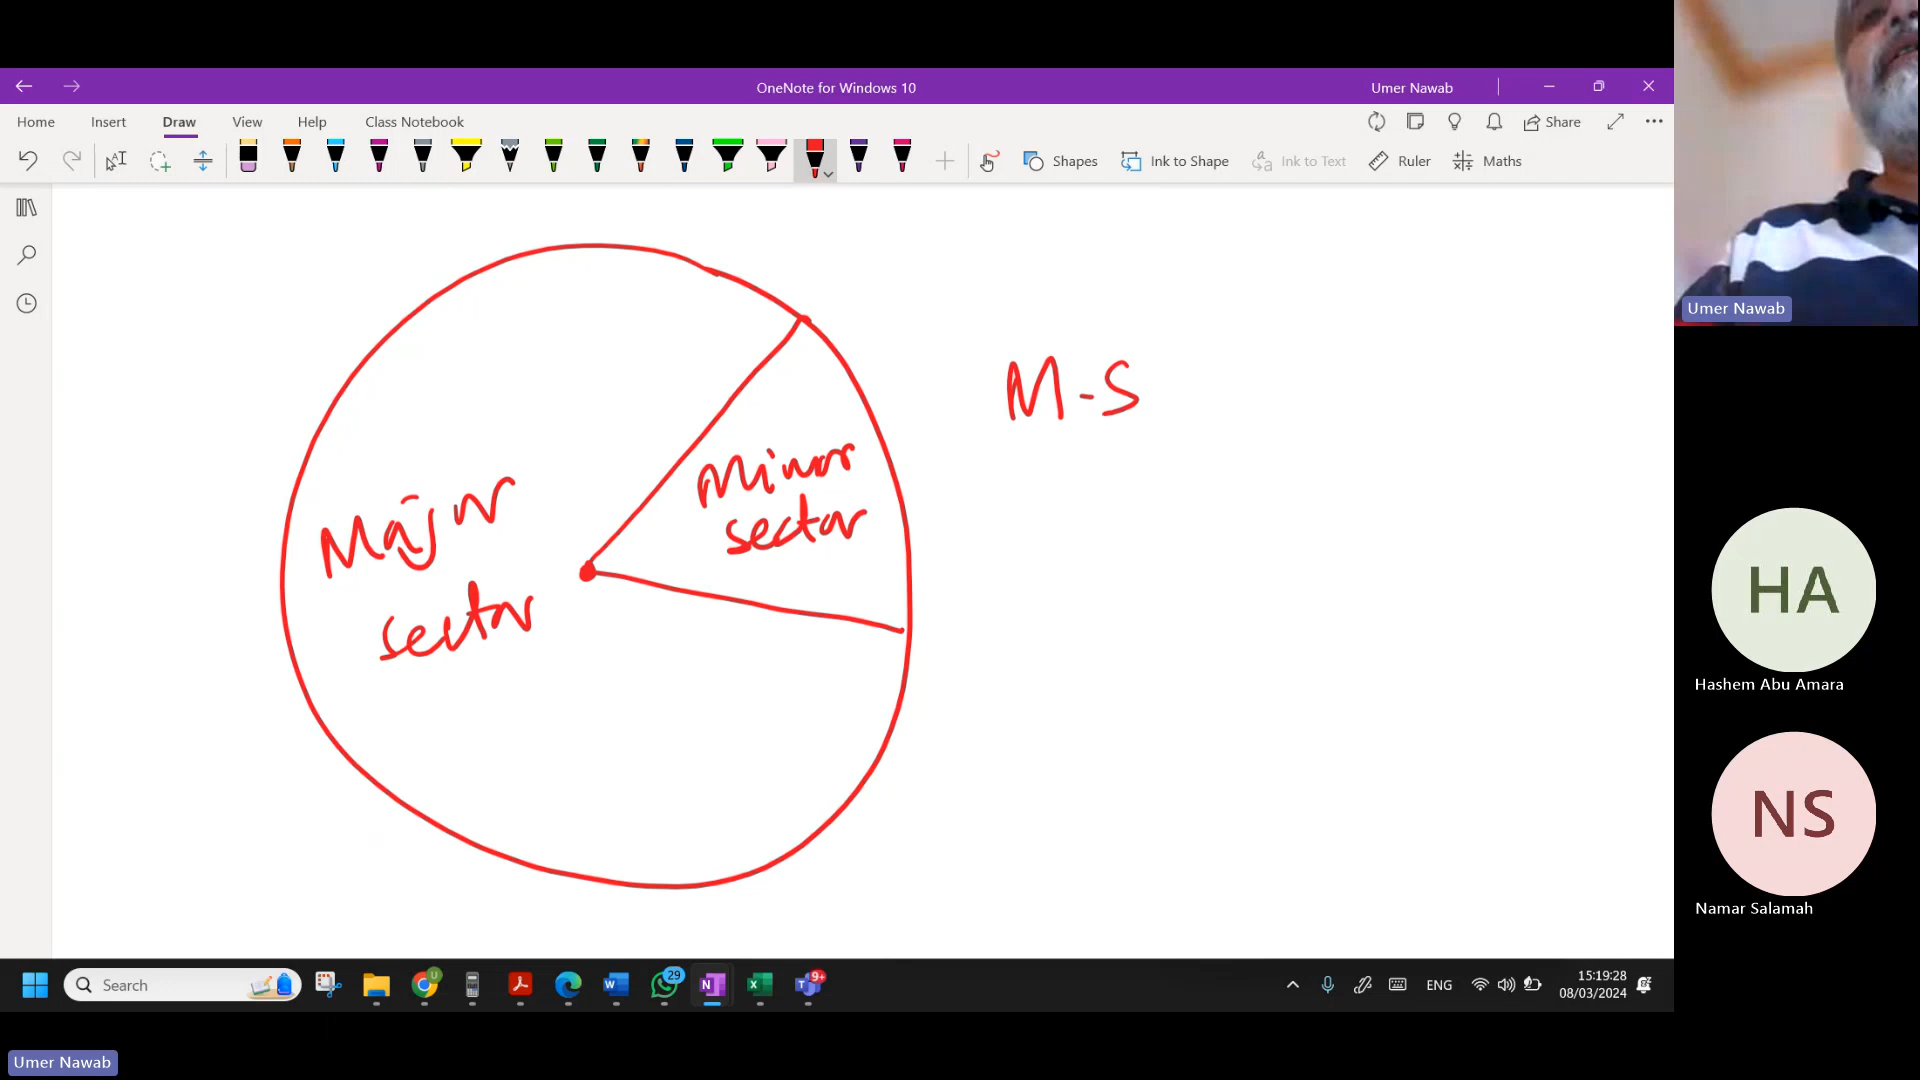 OneNote for Windows 10
Umer Nawab
Home Insert Draw View Help Class Notebook
Share
Shapes Ink to Shape Ink to Text Ruler Maths
Major
sector
Minor
sector
M-S
Umer Nawab
HA
Hashem Abu Amara
NS
Namar Salamah
Search
U
29
9+
ENG
15:19:28
08/03/2024
Umer Nawab